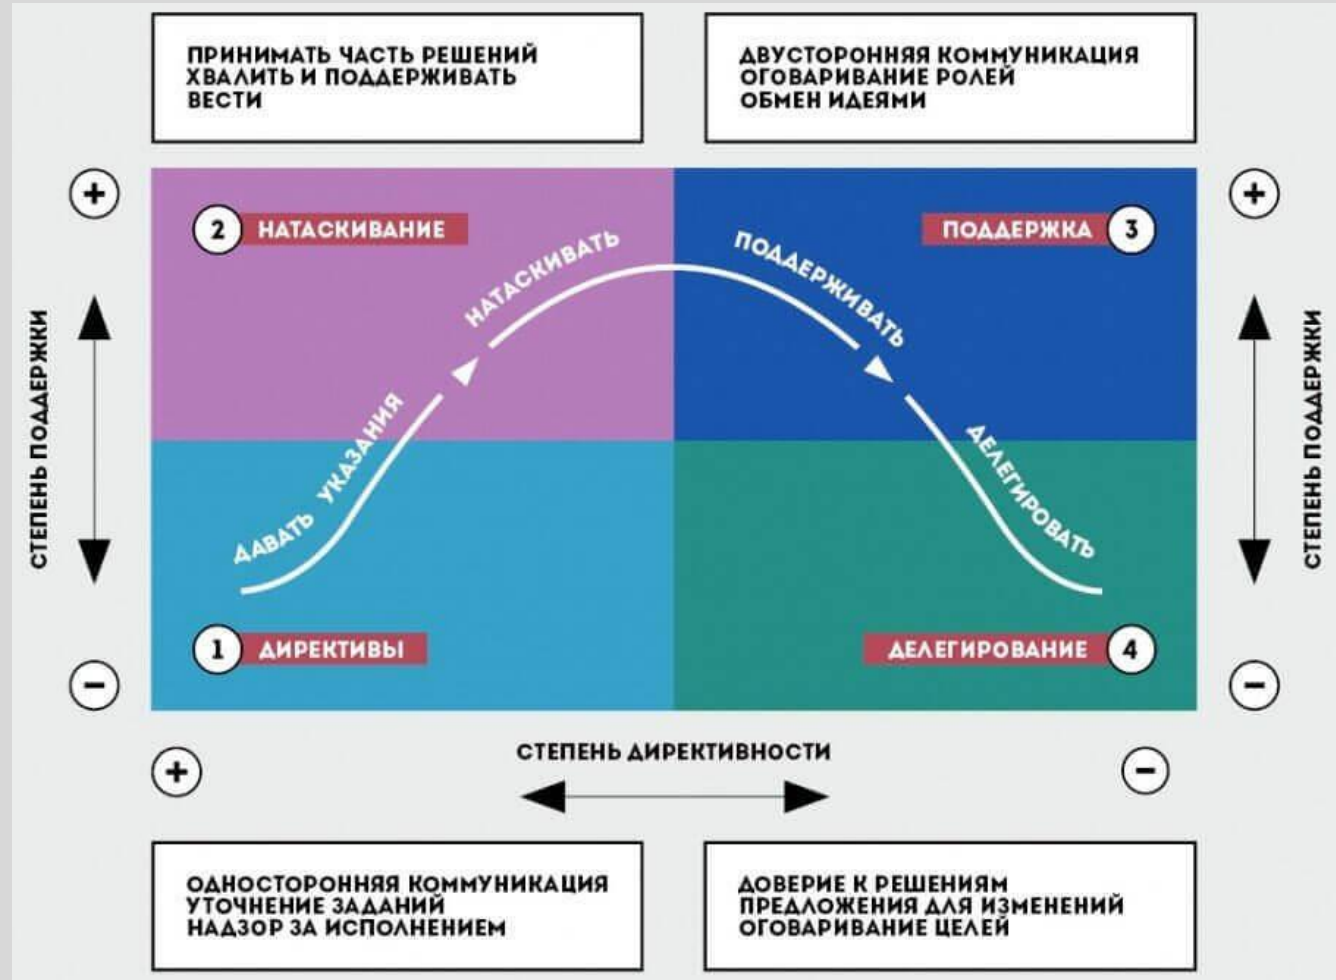 ПРИНИМАТЬ ЧАСТЬ РЕШЕНИЙ
ХВАЛИТЬ И ПОДДЕРЖИВАТЬ
ВЕСТИ
ДВУСТОРОННЯЯ КОММУНИКАЦИЯ
ОГОВАРИВАНИЕ РОЛЕЙ
ОБМЕН ИДЕЯМИ
+
+
2 НАТАСКИВАНИЕ
ПОДДЕРЖКА 3
НАТАСКИВАТЬ
ПОДДЕРЖИВАТЬ
СТЕПЕНЬ ПОДДЕРЖКИ
СТЕПЕНЬ ПОДДЕРЖКИ
ДАВАТЬ УКАЗАНИЯ
ДЕЛЕГИРОВАТЬ
1 ДИРЕКТИВЫ
ДЕЛЕГИРОВАНИЕ 4
−
−
+
СТЕПЕНЬ ДИРЕКТИВНОСТИ
−
ОДНОСТОРОННЯЯ КОММУНИКАЦИЯ
УТОЧНЕНИЕ ЗАДАНИЙ
НАДЗОР ЗА ИСПОЛНЕНИЕМ
ДОВЕРИЕ К РЕШЕНИЯМ
ПРЕДЛОЖЕНИЯ ДЛЯ ИЗМЕНЕНИЙ
ОГОВАРИВАНИЕ ЦЕЛЕЙ